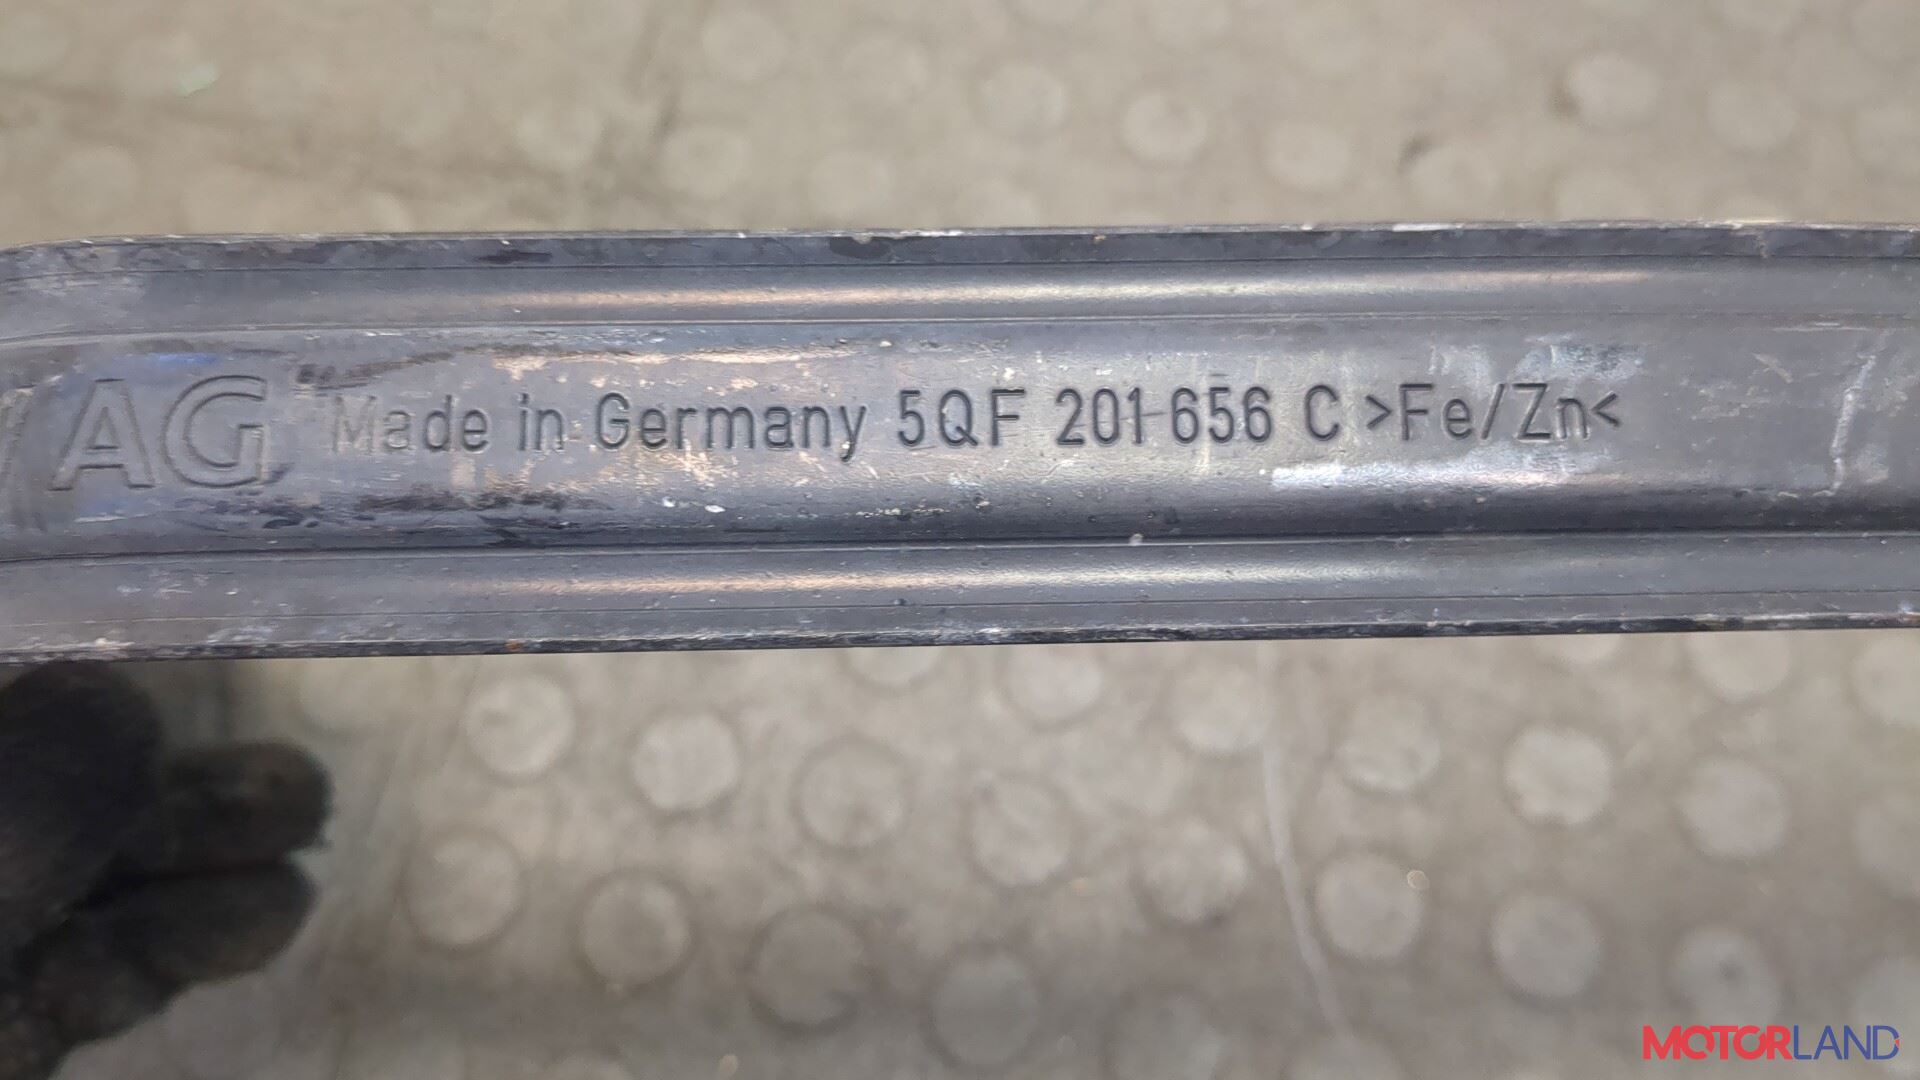 AG Made in Germany 5QF 201 656 C >Fe/Zn<
MOTORLAND